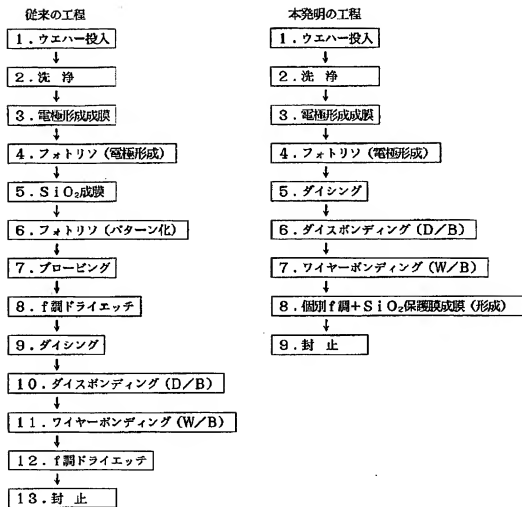 従来の工程
1.ウエハー投入
↓
2.洗 浄
↓
3.電極形成成膜
↓
4.フォトリソ(電極形成)
↓
5.SiO₂成膜
↓
6.フォトリソ(パターン化)
↓
7.プロービング
↓
8.f調ドライエッチ
↓
9.ダイシング
↓
10.ダイスボンディング(D/B)
↓
11.ワイヤーボンディング(W/B)
↓
12.f調ドライエッチ
↓
13.封 止
本発明の工程
1.ウエハー投入
↓
2.洗 浄
↓
3.電極形成成膜
↓
4.フォトリソ(電極形成)
↓
5.ダイシング
↓
6.ダイスボンディング(D/B)
↓
7.ワイヤーボンディング(W/B)
↓
8.個別f調+SiO₂保護膜成膜(形成)
↓
9.封 止